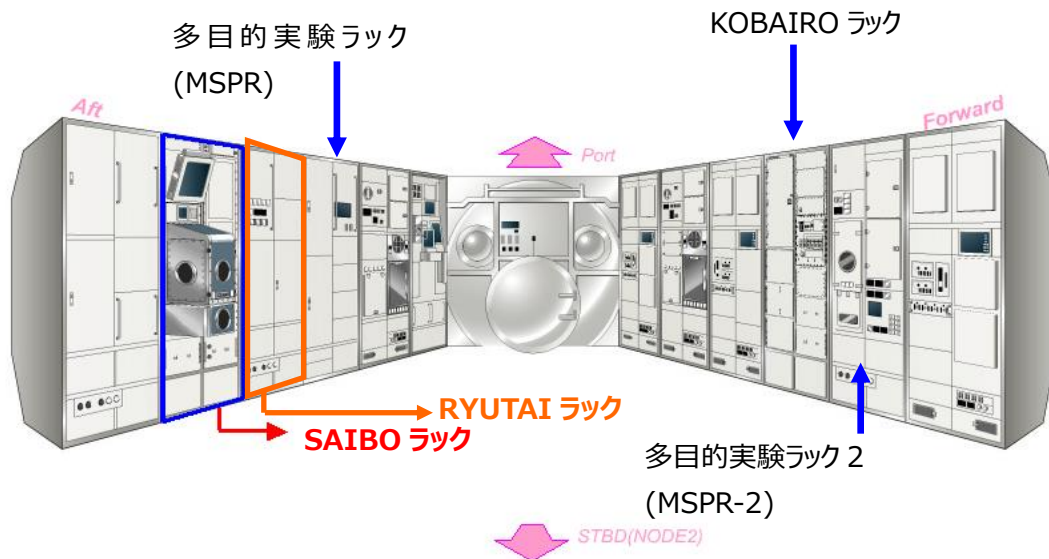 多目的実験ラック
(MSPR)
KOBAIRO ラック
Aft
Forward
Port
RYUTAI ラック
SAIBO ラック
多目的実験ラック 2
(MSPR-2)
STBD(NODE2)